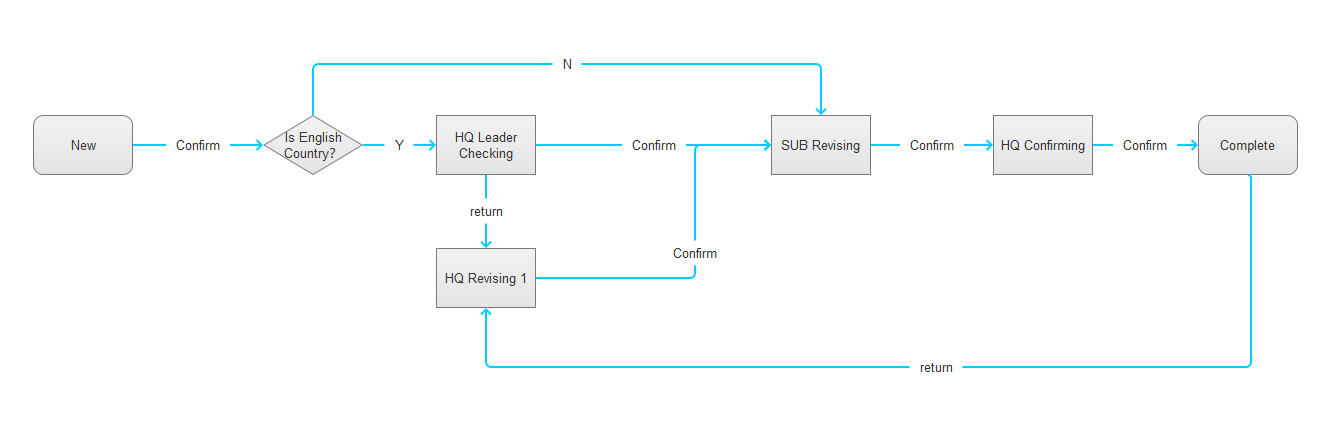 N
New
Confirm
Is English
Country?
Y
HQ Leader
Checking
Confirm
SUB Revising
Confirm
HQ Confirming
Confirm
Complete
return
Confirm
HQ Revising 1
return